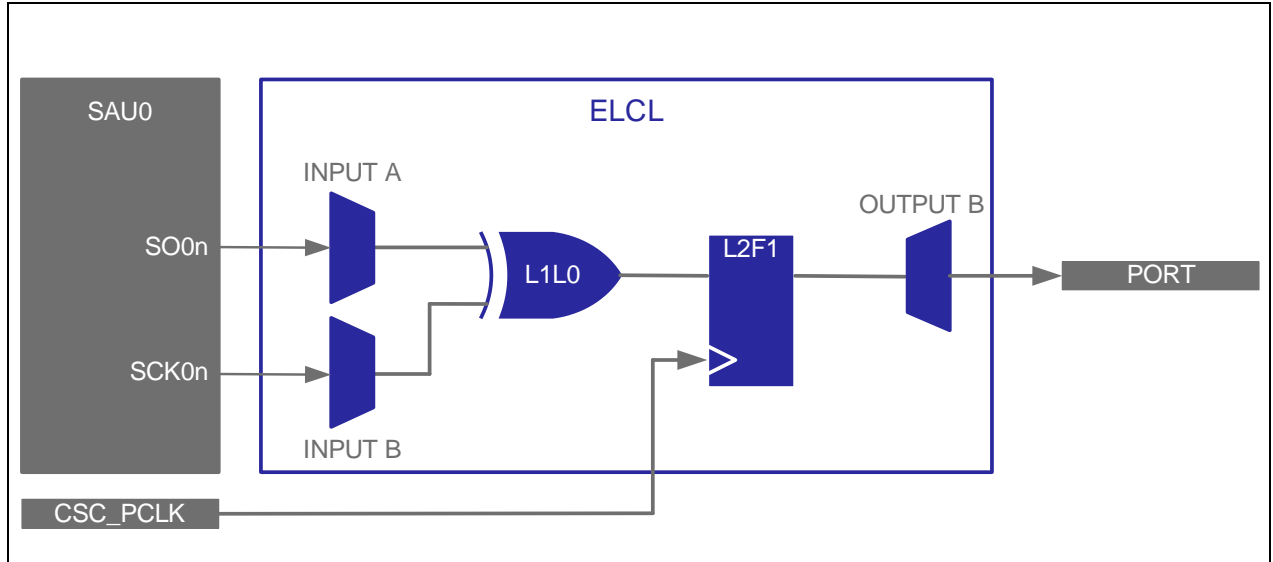 SAU0
ELCL
INPUT A
OUTPUT B
SO0n
L1L0
L2F1
PORT
SCK0n
INPUT B
CSC_PCLK